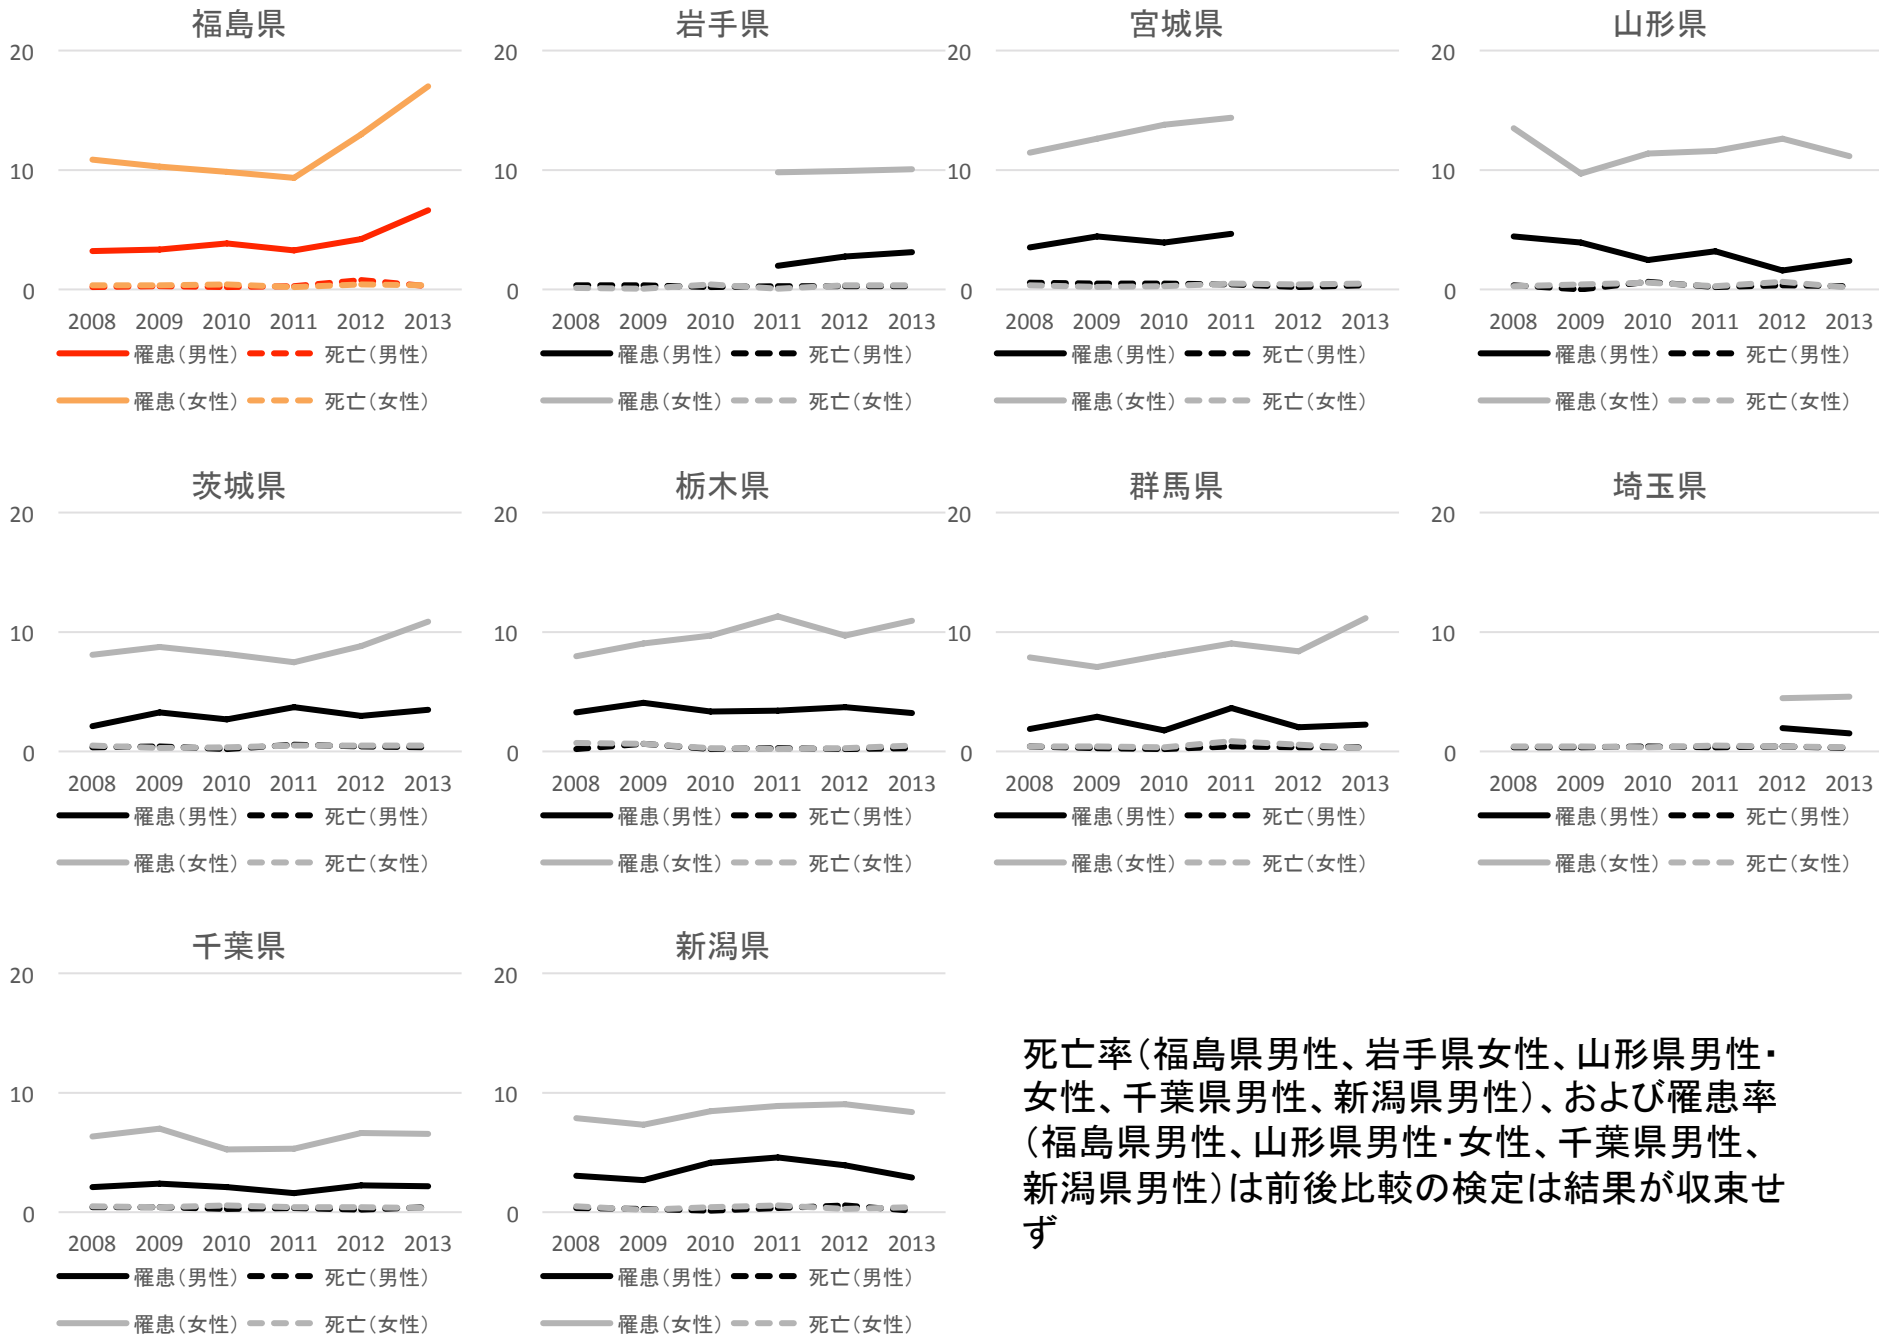 福島県
岩手県
宮城県
山形県
20
20
20
20
10
10
10
10
0
0
0
0
2008 2009 2010 2011 2012 2013
2008 2009 2010 2011 2012 2013
2008 2009 2010 2011 2012 2013
2008 2009 2010 2011 2012 2013
罹患(男性) 死亡(男性)
罹患(男性) 死亡(男性)
罹患(男性) 死亡(男性)
罹患(男性) 死亡(男性)
罹患(女性) 死亡(女性)
罹患(女性) 死亡(女性)
罹患(女性) 死亡(女性)
罹患(女性) 死亡(女性)
茨城県
栃木県
群馬県
埼玉県
20
20
20
20
10
10
10
10
0
0
0
0
2008 2009 2010 2011 2012 2013
2008 2009 2010 2011 2012 2013
2008 2009 2010 2011 2012 2013
2008 2009 2010 2011 2012 2013
罹患(男性) 死亡(男性)
罹患(男性) 死亡(男性)
罹患(男性) 死亡(男性)
罹患(男性) 死亡(男性)
罹患(女性) 死亡(女性)
罹患(女性) 死亡(女性)
罹患(女性) 死亡(女性)
罹患(女性) 死亡(女性)
千葉県
新潟県
20
20
10
10
0
0
2008 2009 2010 2011 2012 2013
2008 2009 2010 2011 2012 2013
罹患(男性) 死亡(男性)
罹患(男性) 死亡(男性)
罹患(女性) 死亡(女性)
罹患(女性) 死亡(女性)
死亡率(福島県男性、岩手県女性、山形県男性・
女性、千葉県男性、新潟県男性)、および罹患率
(福島県男性、山形県男性・女性、千葉県男性、
新潟県男性)は前後比較の検定は結果が収束せ
ず